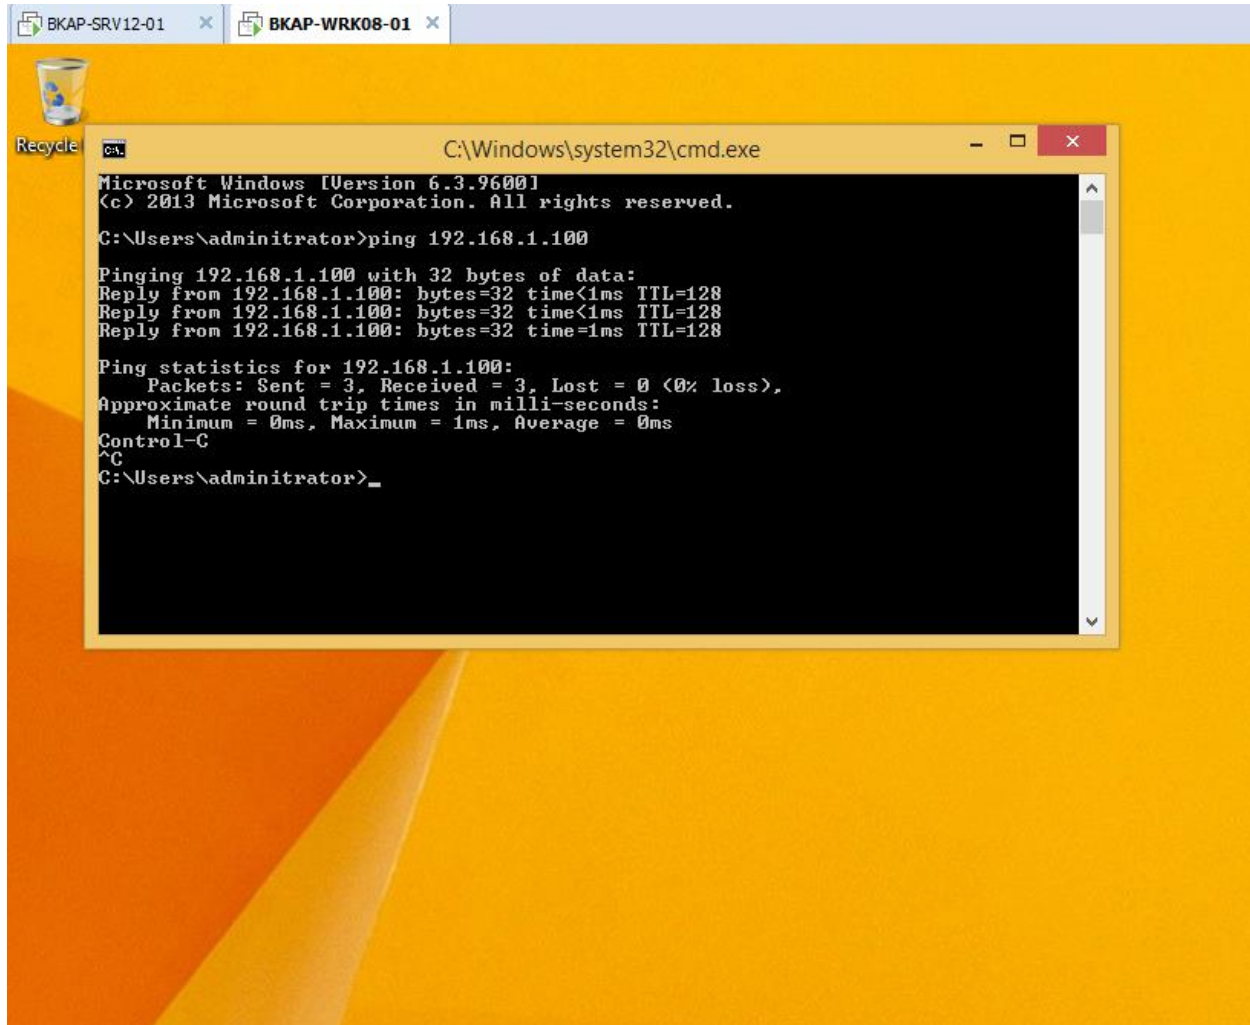 BKAP-SRV12-01
BKAP-WRK08-01
Recycle
C:\Windows\system32\cmd.exe
Microsoft Windows [Version 6.3.9600]
(c) 2013 Microsoft Corporation. All rights reserved.
C:\Users\adminitrator>ping 192.168.1.100
Pinging 192.168.1.100 with 32 bytes of data:
Reply from 192.168.1.100: bytes=32 time<1ms TTL=128
Reply from 192.168.1.100: bytes=32 time<1ms TTL=128
Reply from 192.168.1.100: bytes=32 time=1ms TTL=128
Ping statistics for 192.168.1.100:
Packets: Sent = 3, Received = 3, Lost = 0 (0% loss),
Approximate round trip times in milli-seconds:
Minimum = 0ms, Maximum = 1ms, Average = 0ms
Control-C
^C
C:\Users\adminitrator>_